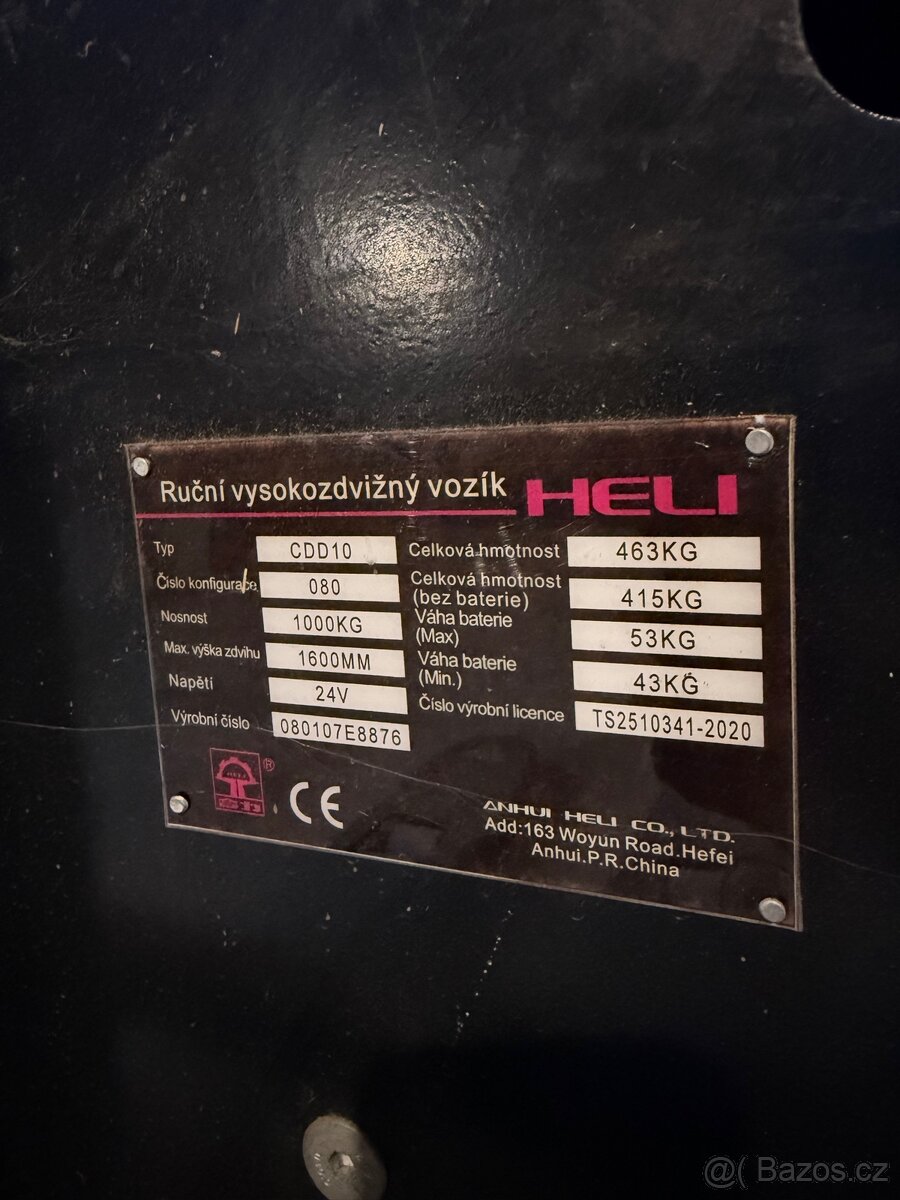 Ruční vysokozdvižný vozík HELI
Typ CDD10
Číslo konfigurace 080
Nosnost 1000KG
Max. výška zdvihu 1600MM
Napětí 24V
Výrobní číslo 080107E8876
Celková hmotnost 463KG
Celková hmotnost
(bez baterie) 415KG
Váha baterie
(Max) 53KG
Váha baterie
(Min.) 43KG
Číslo výrobní licence TS2510341-2020
HELI ®
CE
ANHUI HELI CO., LTD.
Add:163 Woyun Road.Hefei
Anhui.P.R.China
@( Bazos.cz